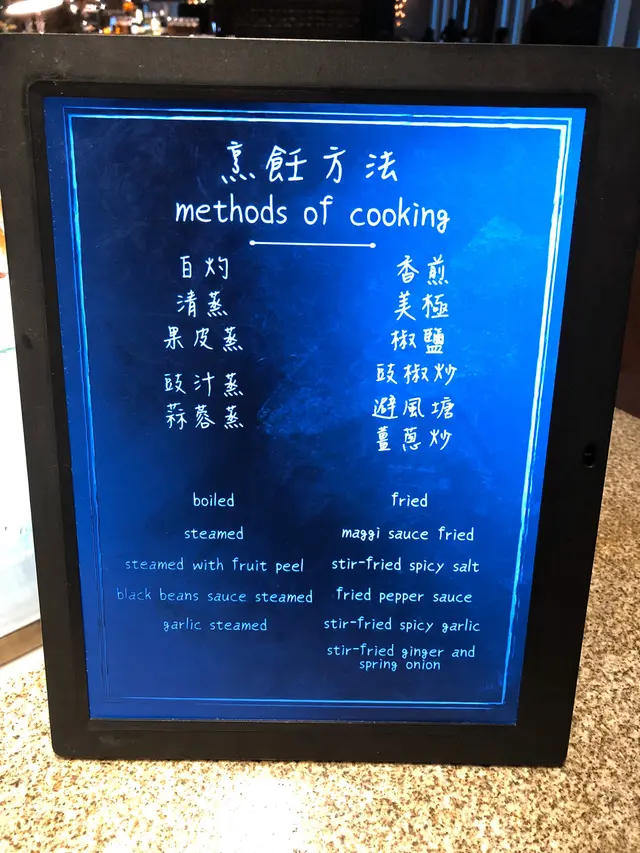 烹飪方法
methods of cooking
白灼
清蒸
果皮蒸
豉汁蒸
蒜蓉蒸
香煎
美極
椒鹽
豉椒炒
避風塘
薑蔥炒
boiled
steamed
steamed with fruit peel
black beans sauce steamed
garlic steamed
fried
maggi sauce fried
stir-fried spicy salt
fried pepper sauce
stir-fried spicy garlic
stir-fried ginger and
spring onion